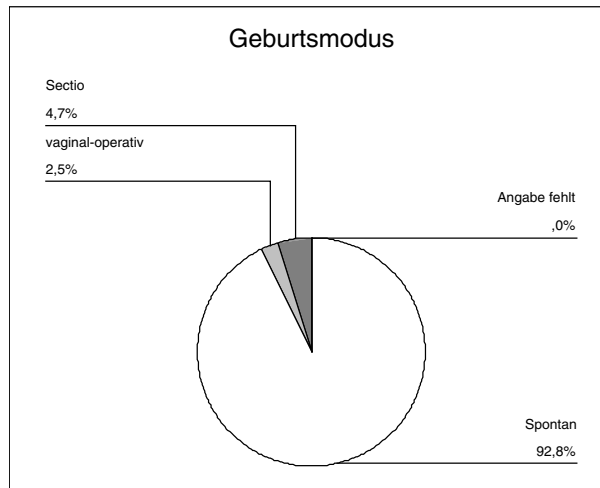 Geburtsmodus
Sectio
4,7%
vaginal-operativ
2,5%
Angabe fehlt
,0%
Spontan
92,8%